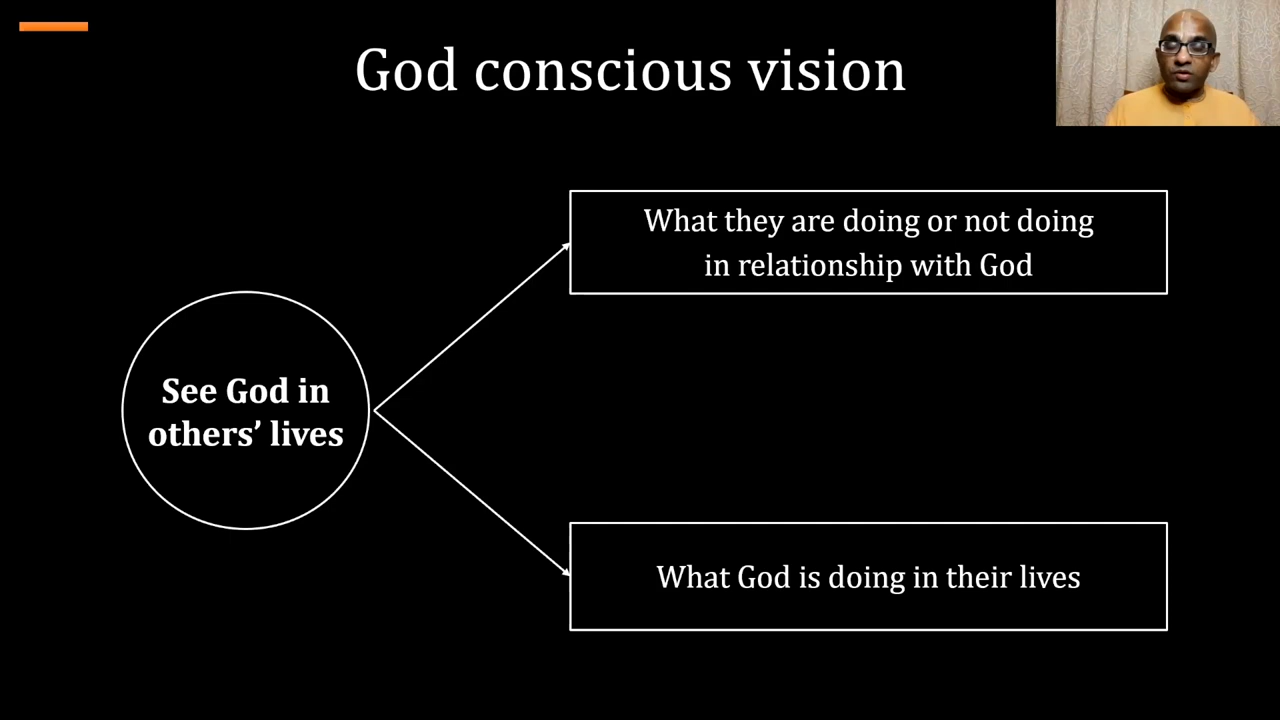 God conscious vision
What they are doing or not doing
in relationship with God
See God in
others’ lives
What God is doing in their lives